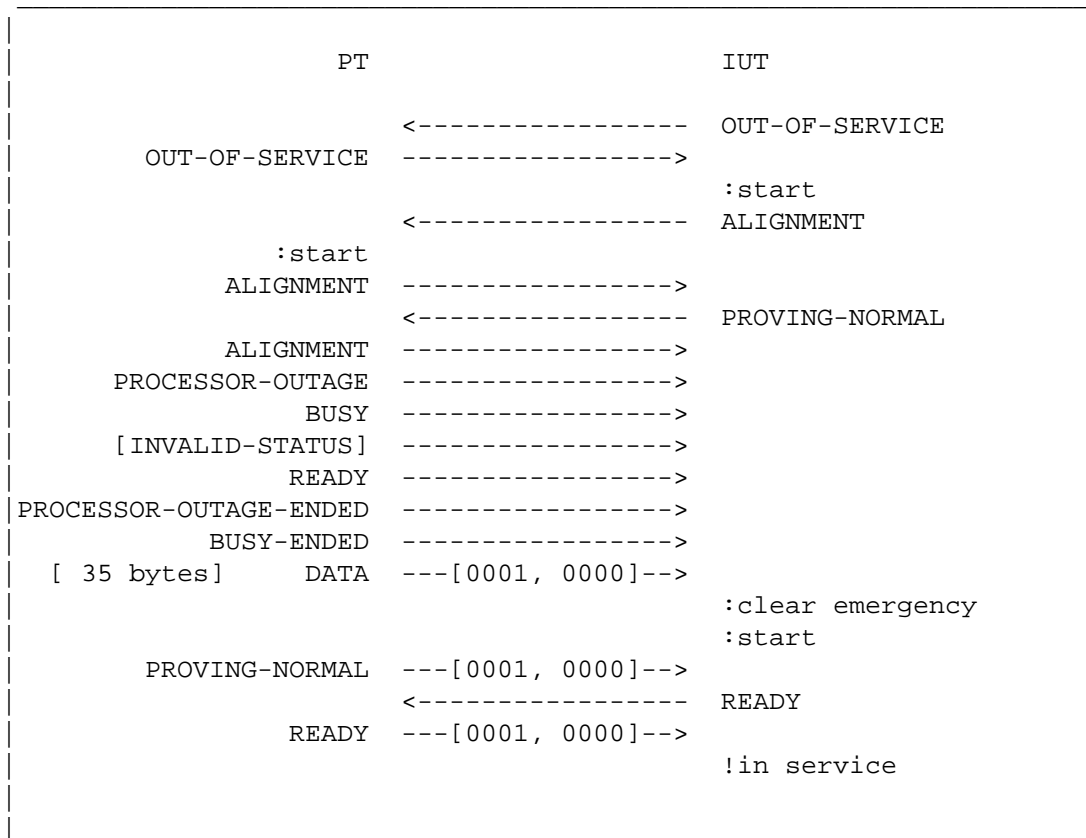 PT IUT
<----------------- OUT-OF-SERVICE
OUT-OF-SERVICE ----------------->
:start
<----------------- ALIGNMENT
:start
ALIGNMENT ----------------->
<----------------- PROVING-NORMAL
ALIGNMENT ----------------->
PROCESSOR-OUTAGE ----------------->
BUSY ----------------->
[INVALID-STATUS] ----------------->
READY ----------------->
PROCESSOR-OUTAGE-ENDED ----------------->
BUSY-ENDED ----------------->
[ 35 bytes] DATA ---[0001, 0000]-->
:clear emergency
:start
PROVING-NORMAL ---[0001, 0000]-->
<----------------- READY
READY ---[0001, 0000]-->
!in service